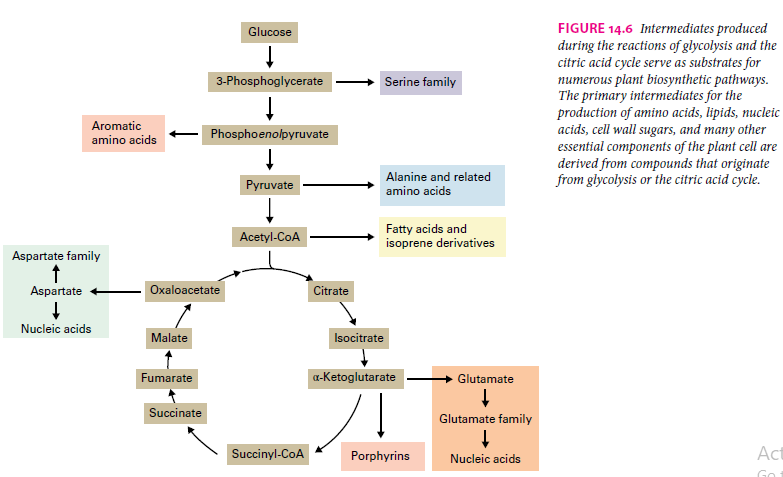 Glucose
3-Phosphoglycerate
Serine family
Aromatic
amino acids
Phosphoenolpyruvate
Pyruvate
Alanine and related
amino acids
Acetyl-CoA
Fatty acids and
isoprene derivatives
Aspartate family
Aspartate
Nucleic acids
Oxaloacetate
Citrate
Malate
Isocitrate
Fumarate
α-Ketoglutarate
Glutamate
Succinate
Glutamate family
Succinyl-CoA
Porphyrins
Nucleic acids
FIGURE 14.6 Intermediates produced
during the reactions of glycolysis and the
citric acid cycle serve as substrates for
numerous plant biosynthetic pathways.
The primary intermediates for the
production of amino acids, lipids, nucleic
acids, cell wall sugars, and many other
essential components of the plant cell are
derived from compounds that originate
from glycolysis or the citric acid cycle.
Act